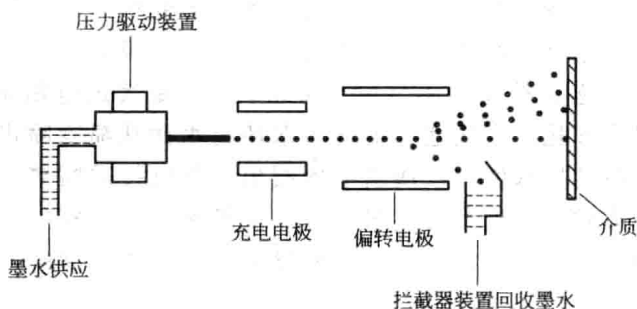 压力驱动装置
充电电极
偏转电极
介质
墨水供应
拦截器装置回收墨水